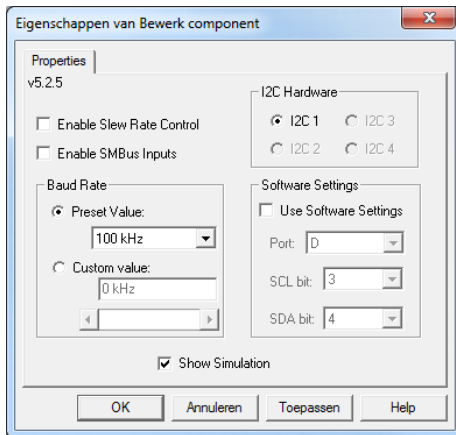 Eigenschappen van Bewerk component
Properties
v5.2.5
Enable Slew Rate Control
Enable SMBus Inputs
I2C Hardware
I2C 1
I2C 3
I2C 2
I2C 4
Baud Rate
Preset Value:
100 kHz
Custom value:
0 kHz
Software Settings
Use Software Settings
Port: D
SCL bit: 3
SDA bit: 4
Show Simulation
OK
Annuleren
Toepassen
Help